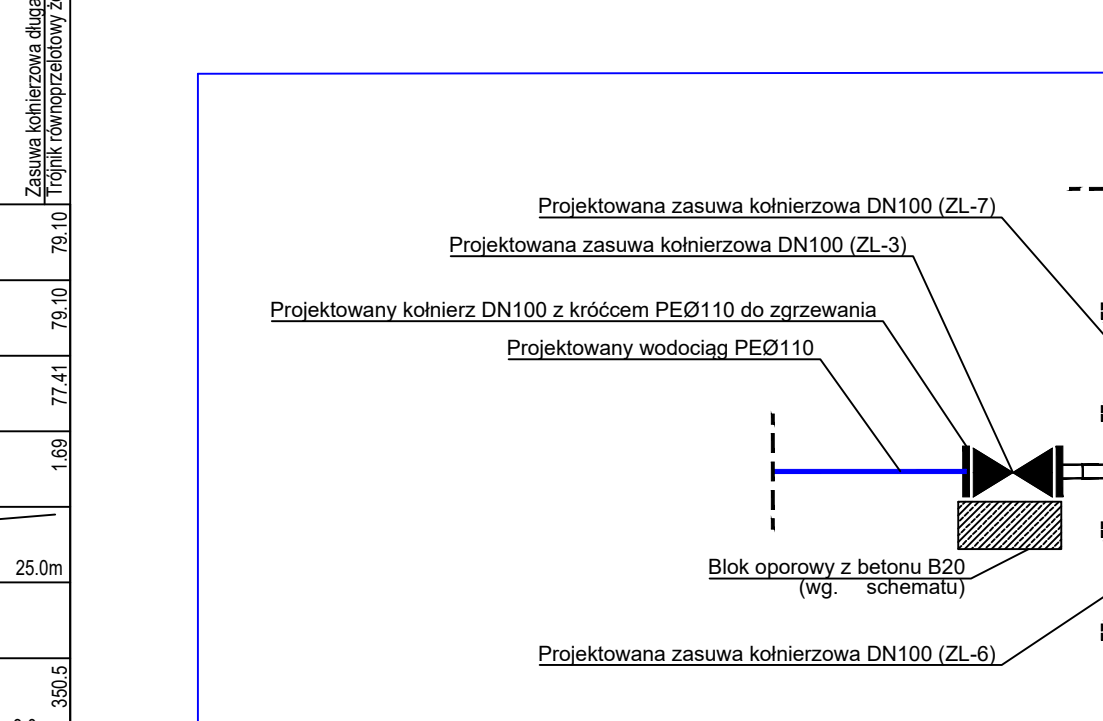 Zasuwa kołnierzowa długa
Trójnik równoprzelotowy
79.10
79.10
77.41
1.69
25.0m
350.5
Projektowana zasuwa kołnierzowa DN100 (ZL-7)
Projektowana zasuwa kołnierzowa DN100 (ZL-3)
Projektowany kołnierz DN100 z króćcem PEØ110 do zgrzewania
Projektowany wodociąg PEØ110
Blok oporowy z betonu B20
(wg. schematu)
Projektowana zasuwa kołnierzowa DN100 (ZL-6)